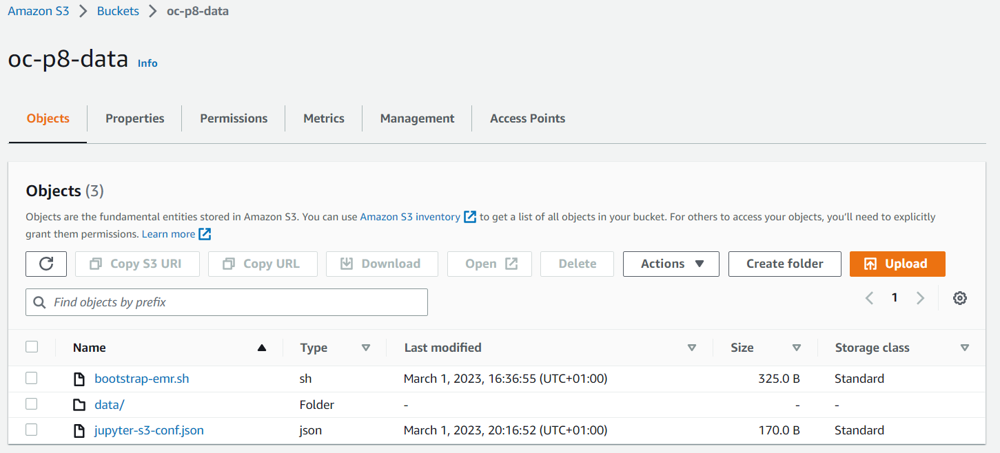 Amazon S3 > Buckets > oc-p8-data
oc-p8-data Info
Objects Properties Permissions Metrics Management Access Points
Objects (3)
Objects are the fundamental entities stored in Amazon S3. You can use Amazon S3 inventory to get a list of all objects in your bucket. For others to access your objects, you'll need to explicitly
grant them permissions. Learn more
Copy S3 URI Copy URL Download Open Delete Actions Create folder Upload
Find objects by prefix 1
Name Type Last modified Size Storage class
bootstrap-emr.sh sh March 1, 2023, 16:36:55 (UTC+01:00) 325.0 B Standard
data/ Folder - - -
jupyter-s3-conf.json json March 1, 2023, 20:16:52 (UTC+01:00) 170.0 B Standard